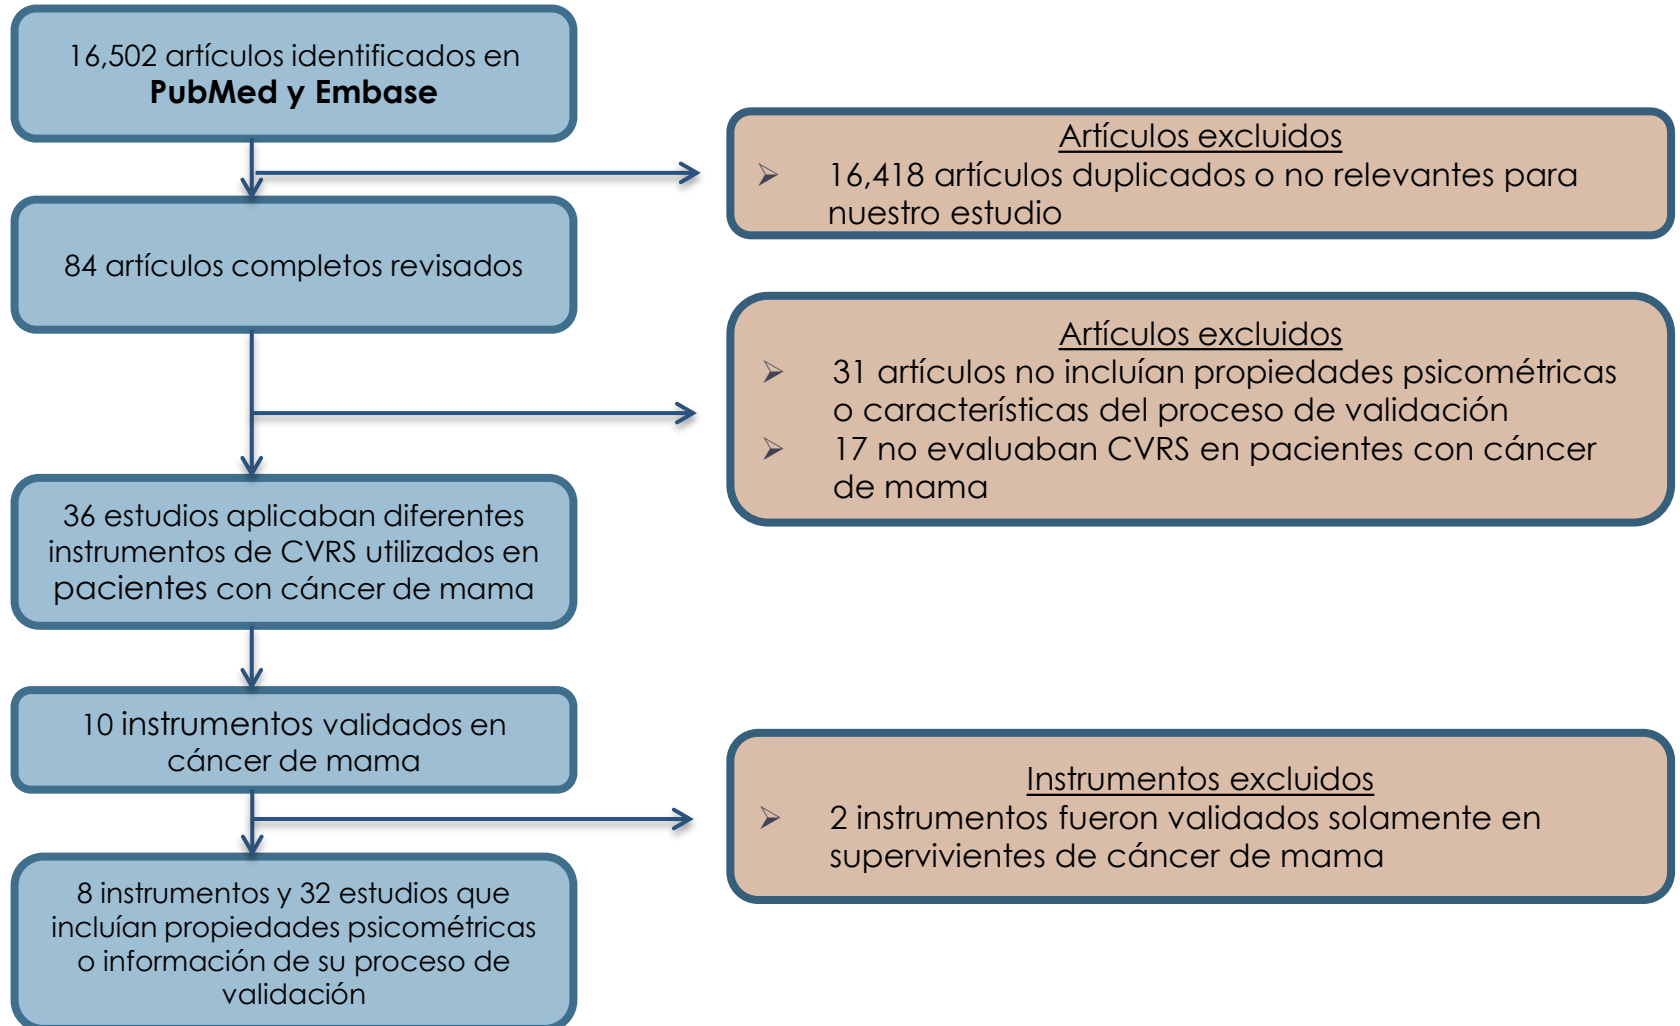 16,502 artículos identificados en
PubMed y Embase
Artículos excluidos
➢ 16,418 artículos duplicados o no relevantes para
nuestro estudio
84 artículos completos revisados
Artículos excluidos
➢ 31 artículos no incluían propiedades psicométricas
o características del proceso de validación
➢ 17 no evaluaban CVRS en pacientes con cáncer
de mama
36 estudios aplicaban diferentes
instrumentos de CVRS utilizados en
pacientes con cáncer de mama
10 instrumentos validados en
cáncer de mama
Instrumentos excluidos
➢ 2 instrumentos fueron validados solamente en
supervivientes de cáncer de mama
8 instrumentos y 32 estudios que
incluían propiedades psicométricas
o información de su proceso de
validación